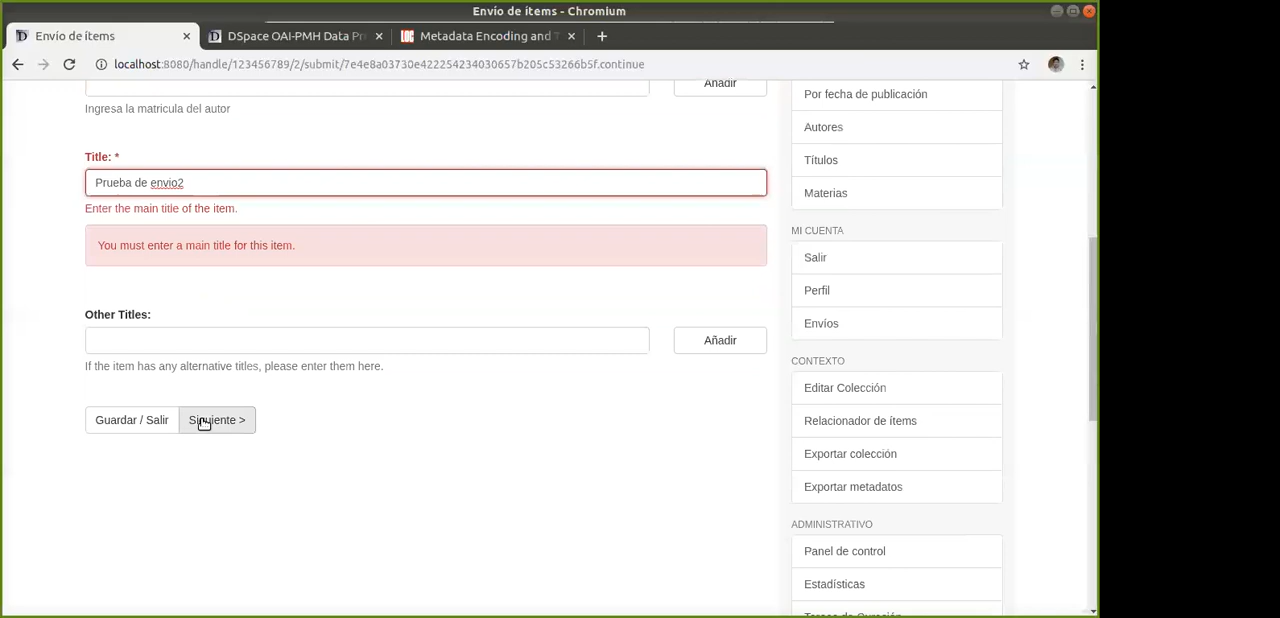 Envío de ítems - Chromium
Envío de ítems
DSpace OAI-PMH Data Pr
Metadata Encoding and T
localhost:8080/handle/123456789/2/submit/7e4e8a03730e422254234030657b205c53266b5f.continue
Añadir
Ingresa la matricula del autor
Title: *
Prueba de envio2
Enter the main title of the item.
You must enter a main title for this item.
Other Titles:
Añadir
If the item has any alternative titles, please enter them here.
Guardar / Salir
Siguiente >
Por fecha de publicación
Autores
Títulos
Materias
MI CUENTA
Salir
Perfil
Envíos
CONTEXTO
Editar Colección
Relacionador de ítems
Exportar colección
Exportar metadatos
ADMINISTRATIVO
Panel de control
Estadísticas